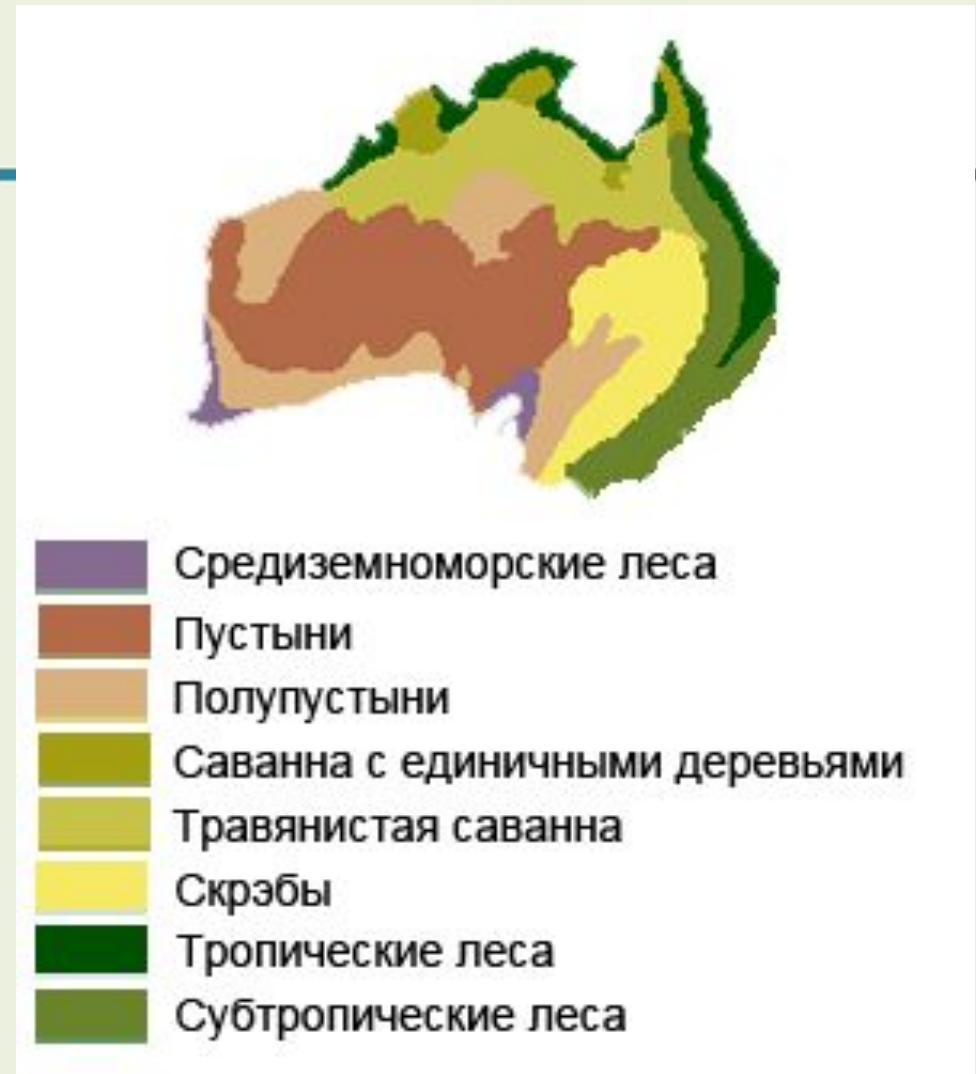 Средиземноморские леса
Пустыни
Полупустыни
Саванна с единичными деревьями
Травянистая саванна
Скрэбы
Тропические леса
Субтропические леса